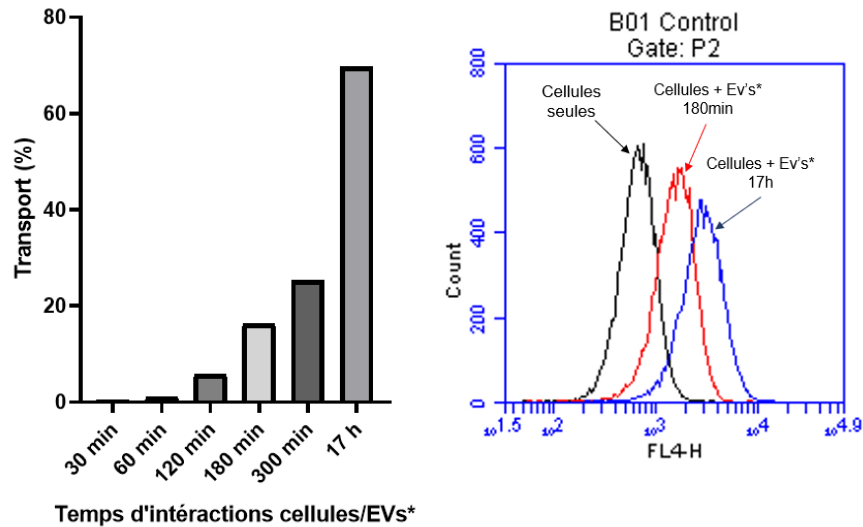 80
60
40
20
0
Transport (%)
30 min
60 min
120 min
180 min
300 min
17 h
Temps d'intéractions cellules/EVs*
B01 Control
Gate: P2
800
600
400
200
0
Count
Cellules
seules
Cellules + Ev's*
180min
Cellules + Ev's*
17h
10^1.5
10^2
10^3
10^4
10^4.9
FL4-H